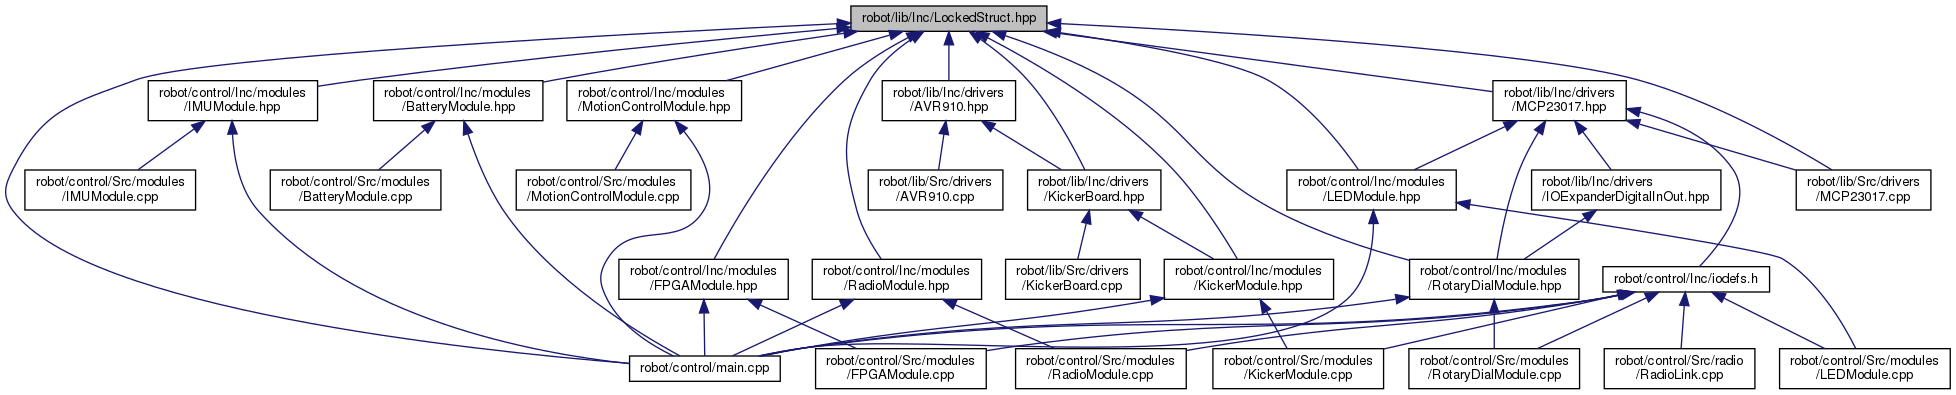 robot/lib/Inc/LockedStruct.hpp
robot/control/Inc/modules
/IMUModule.hpp
robot/control/Inc/modules
/BatteryModule.hpp
robot/control/Inc/modules
/MotionControlModule.hpp
robot/lib/Inc/drivers
/AVR910.hpp
robot/lib/Inc/drivers
/MCP23017.hpp
robot/control/Src/modules
/IMUModule.cpp
robot/control/Src/modules
/BatteryModule.cpp
robot/control/Src/modules
/MotionControlModule.cpp
robot/lib/Src/drivers
/AVR910.cpp
robot/lib/Inc/drivers
/KickerBoard.hpp
robot/control/Inc/modules
/LEDModule.hpp
robot/lib/Inc/drivers
/IOExpanderDigitalInOut.hpp
robot/lib/Src/drivers
/MCP23017.cpp
robot/control/Inc/modules
/FPGAModule.hpp
robot/control/Inc/modules
/RadioModule.hpp
robot/lib/Src/drivers
/KickerBoard.cpp
robot/control/Inc/modules
/KickerModule.hpp
robot/control/Inc/modules
/RotaryDialModule.hpp
robot/control/Inc/iodefs.h
robot/control/main.cpp
robot/control/Src/modules
/FPGAModule.cpp
robot/control/Src/modules
/RadioModule.cpp
robot/control/Src/modules
/KickerModule.cpp
robot/control/Src/modules
/RotaryDialModule.cpp
robot/control/Src/radio
/RadioLink.cpp
robot/control/Src/modules
/LEDModule.cpp